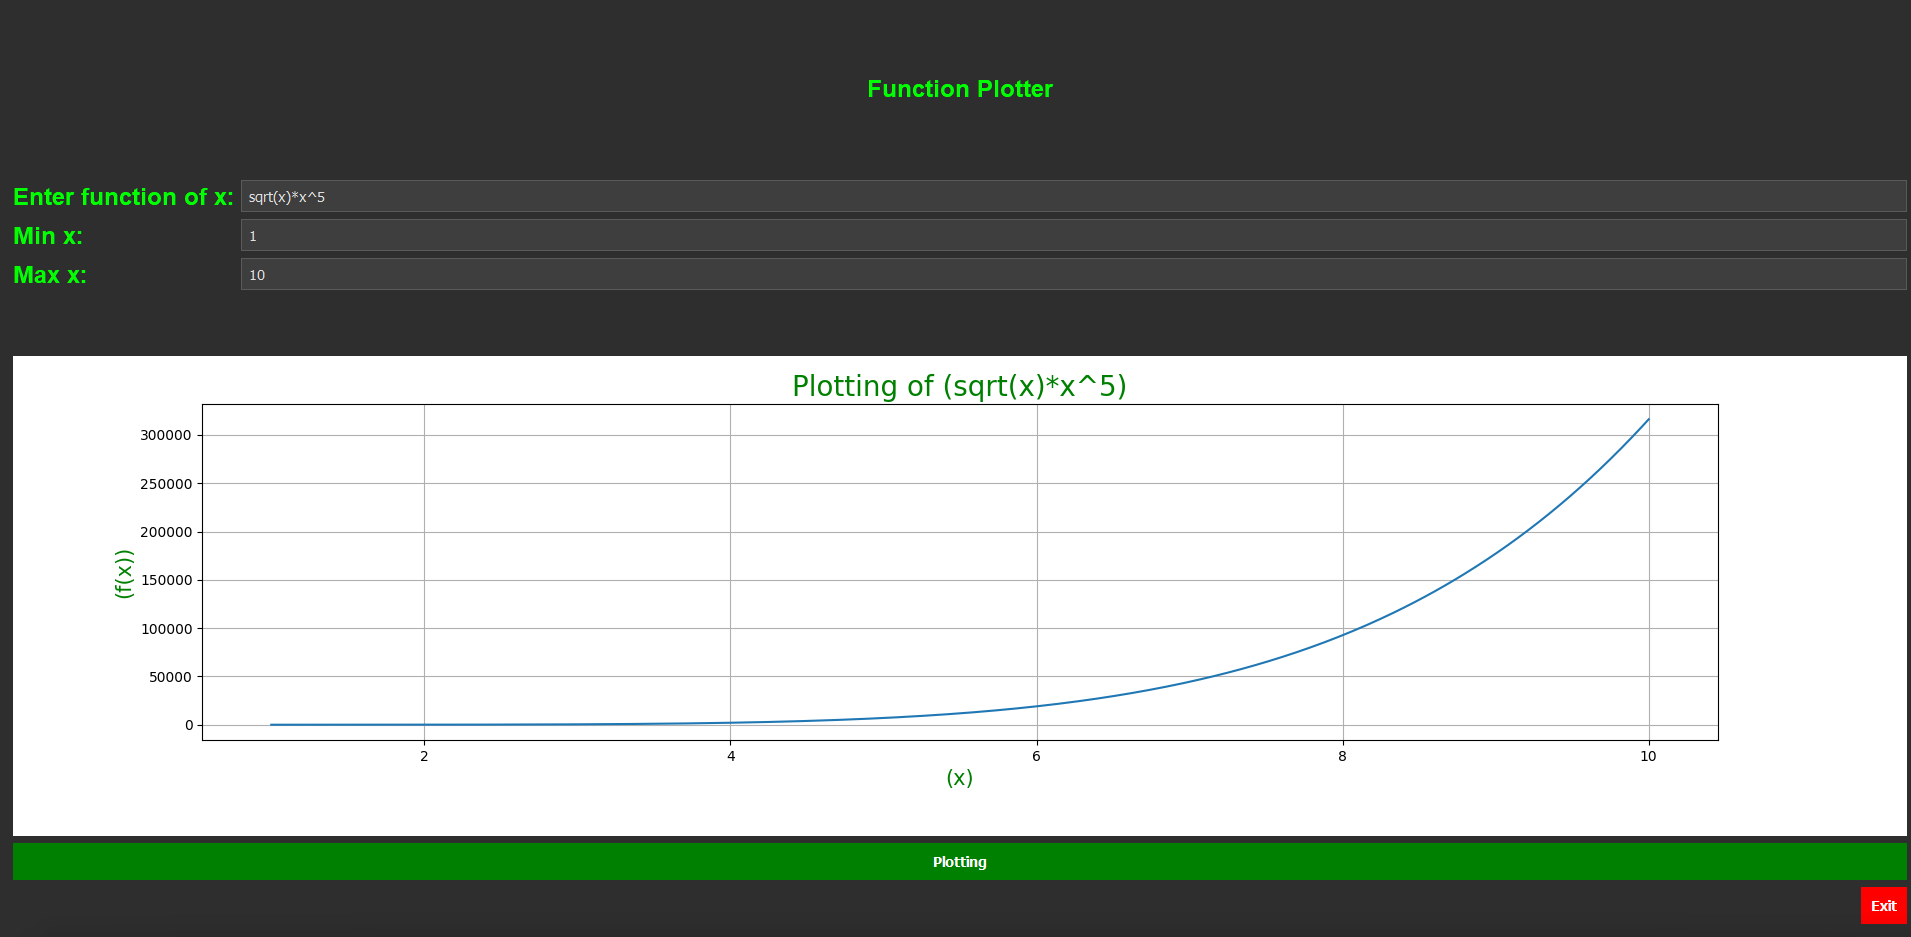 Function Plotter
Enter function of x: sqrt(x)*x^5
Min x: 1
Max x: 10
Plotting of (sqrt(x)*x^5)
300000
250000
200000
150000
100000
50000
0
(f(x))
2 4 6 8 10
(x)
Plotting
Exit